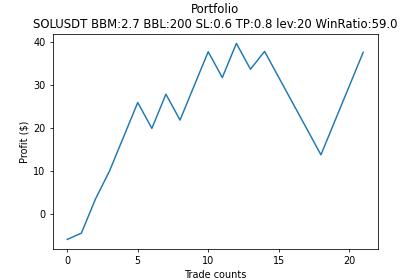 Portfolio
SOLUSDT BBM:2.7 BBL:200 SL:0.6 TP:0.8 lev:20 WinRatio:59.0
40
30
20
10
0
Profit ($)
0 5 10 15 20
Trade counts